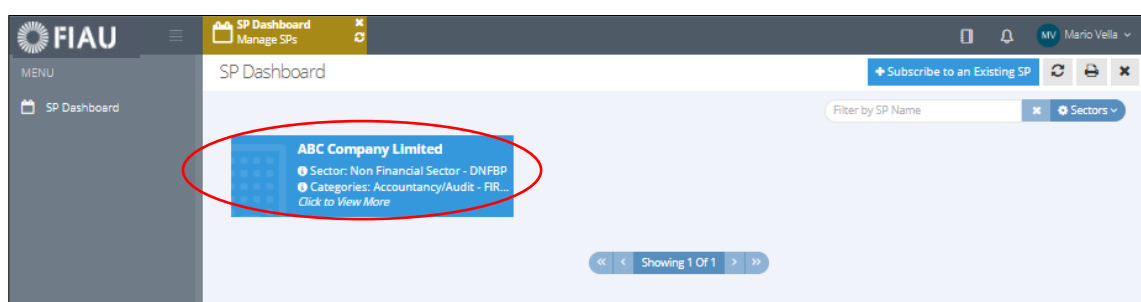 FIAU
SP Dashboard
Manage SPs
MV Mario Vella
MENU
SP Dashboard
SP Dashboard
+ Subscribe to an Existing SP
Filter by SP Name
Sectors
ABC Company Limited
Sector: Non Financial Sector - DNFBP
Categories: Accountancy/Audit - FIR...
Click to View More
« < Showing 1 Of 1 > »